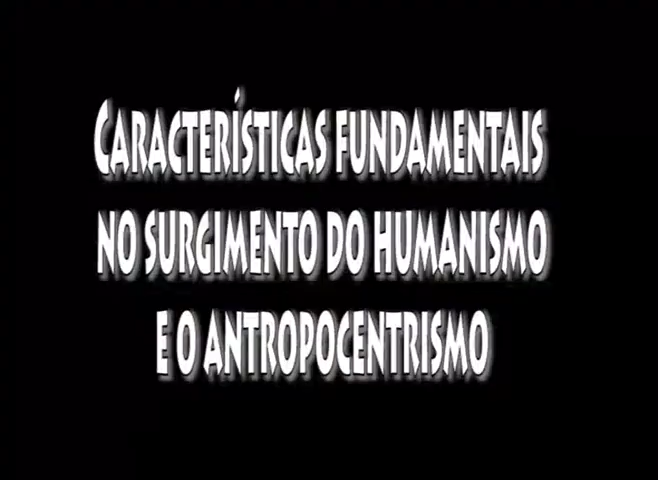 Características fundamentais
no surgimento do humanismo
e o antropocentrismo